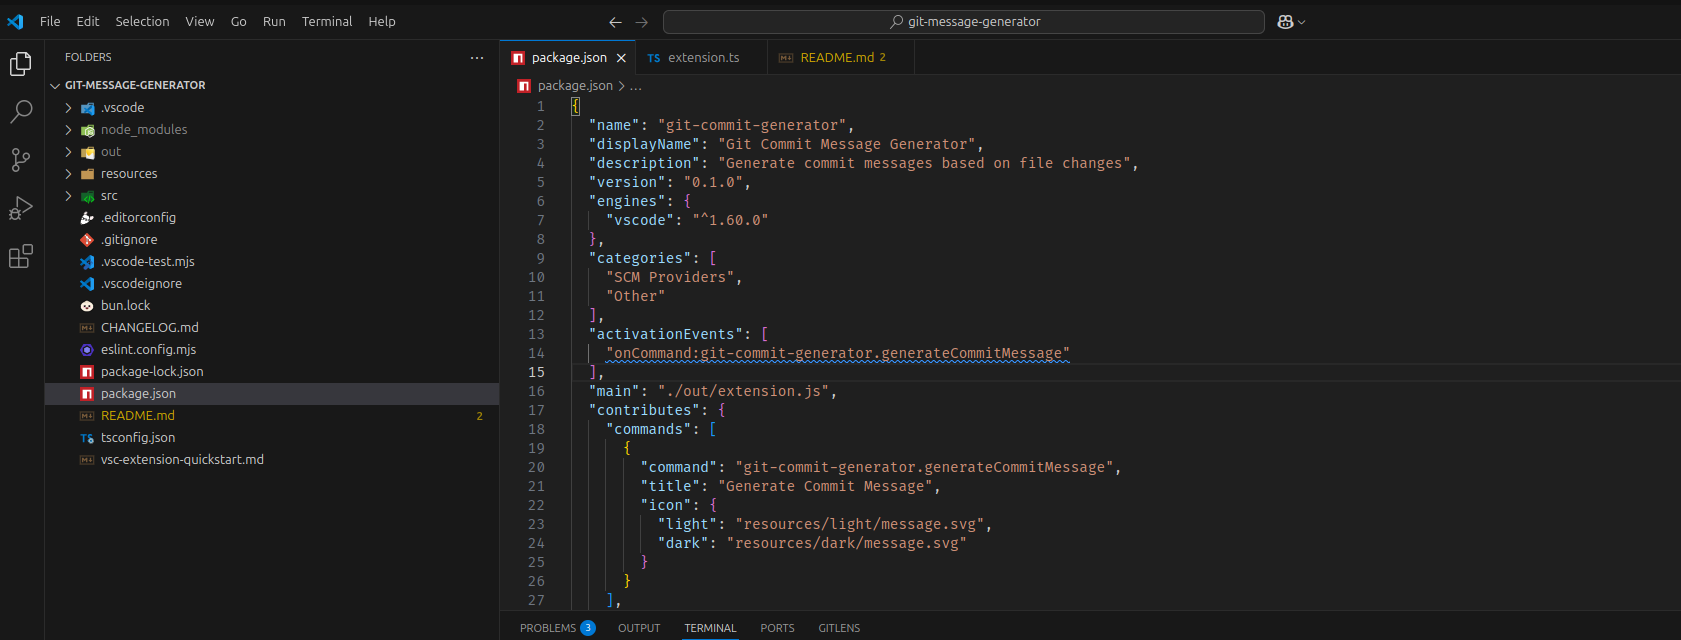 File Edit Selection View Go Run Terminal Help
git-message-generator
FOLDERS
GIT-MESSAGE-GENERATOR
.vscode
node_modules
out
resources
src
.editorconfig
.gitignore
.vscode-test.mjs
.vscodeignore
bun.lock
CHANGELOG.md
eslint.config.mjs
package-lock.json
package.json
README.md 2
tsconfig.json
vsc-extension-quickstart.md
package.json TS extension.ts README.md 2
package.json > ...
1 {
2 "name": "git-commit-generator",
3 "displayName": "Git Commit Message Generator",
4 "description": "Generate commit messages based on file changes",
5 "version": "0.1.0",
6 "engines": {
7 "vscode": "^1.60.0"
8 },
9 "categories": [
10 "SCM Providers",
11 "Other"
12 ],
13 "activationEvents": [
14 "onCommand:git-commit-generator.generateCommitMessage"
15 ],
16 "main": "./out/extension.js",
17 "contributes": {
18 "commands": [
19 {
20 "command": "git-commit-generator.generateCommitMessage",
21 "title": "Generate Commit Message",
22 "icon": {
23 "light": "resources/light/message.svg",
24 "dark": "resources/dark/message.svg"
25 }
26 }
27 ],
PROBLEMS 3 OUTPUT TERMINAL PORTS GITLENS